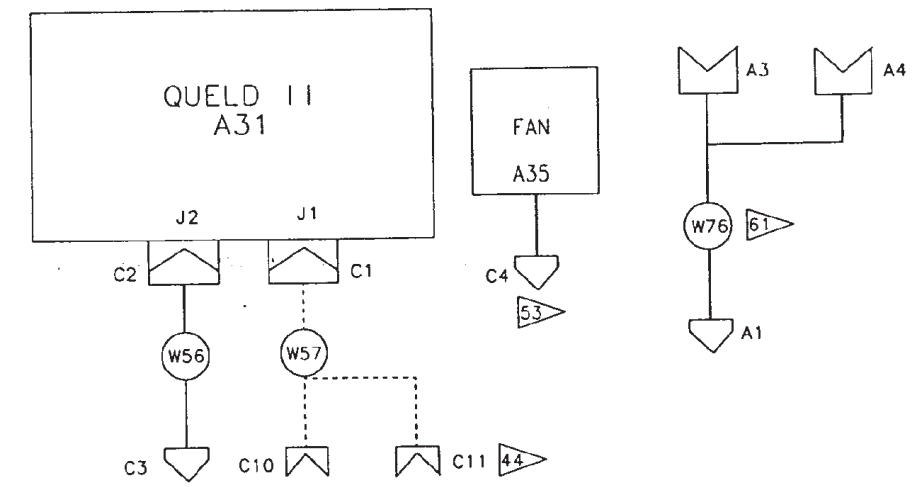 QUELD II
A31
J2
J1
C2
C1
W56
W57
C3
C10
C11
44
FAN
A35
C4
53
A3
A4
W76
61
A1